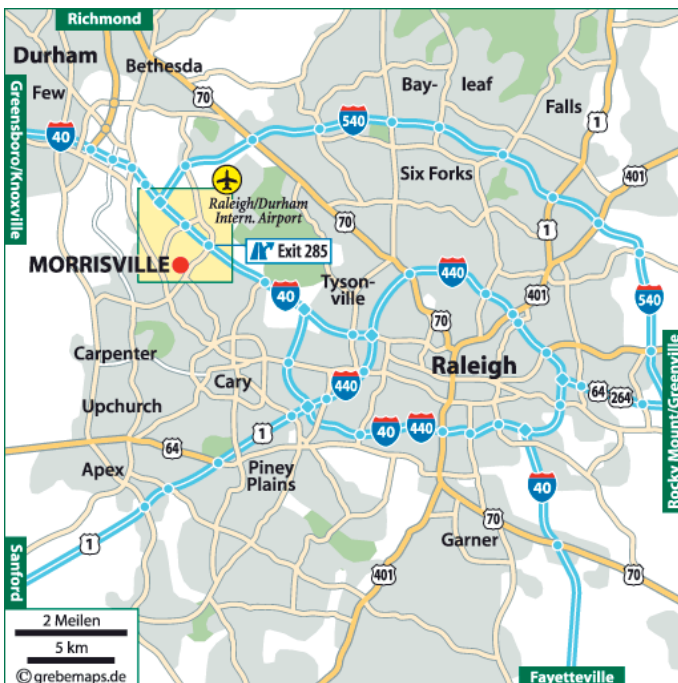 Richmond
Durham
Bethesda
Few
Greensboro/Knoxville
40
70
540
Bay-
leaf
Falls
1
401
Six Forks
Raleigh/Durham
Intern. Airport
70
1
Exit 285
MORRISVILLE
40
Tyson-
ville
440
70
401
540
Raleigh
Carpenter
Cary
440
64
264
Rocky Mount/Greenville
Upchurch
1
40
440
64
Apex
Piney
Plains
40
70
Garner
1
Sanford
401
70
2 Meilen
5 km
© grebemaps.de
Fayetteville